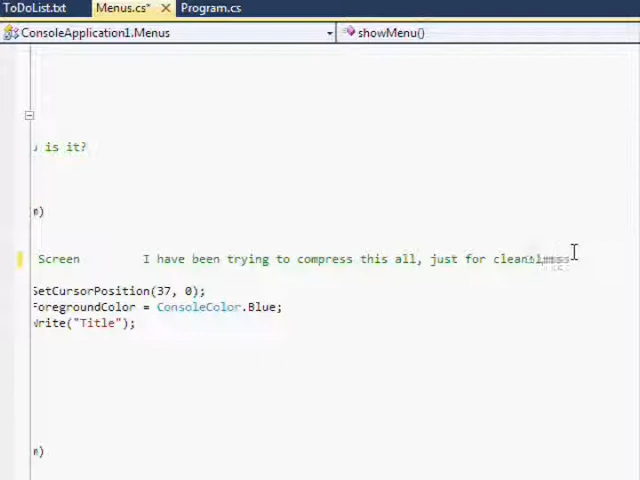 ToDoList.txt Menus.cs* Program.cs
ConsoleApplication1.Menus showMenu()
is it?
)
Screen I have been trying to compress this all, just for cleanliness
SetCursorPosition(37, 0);
ForegroundColor = ConsoleColor.Blue;
Write("Title");
)